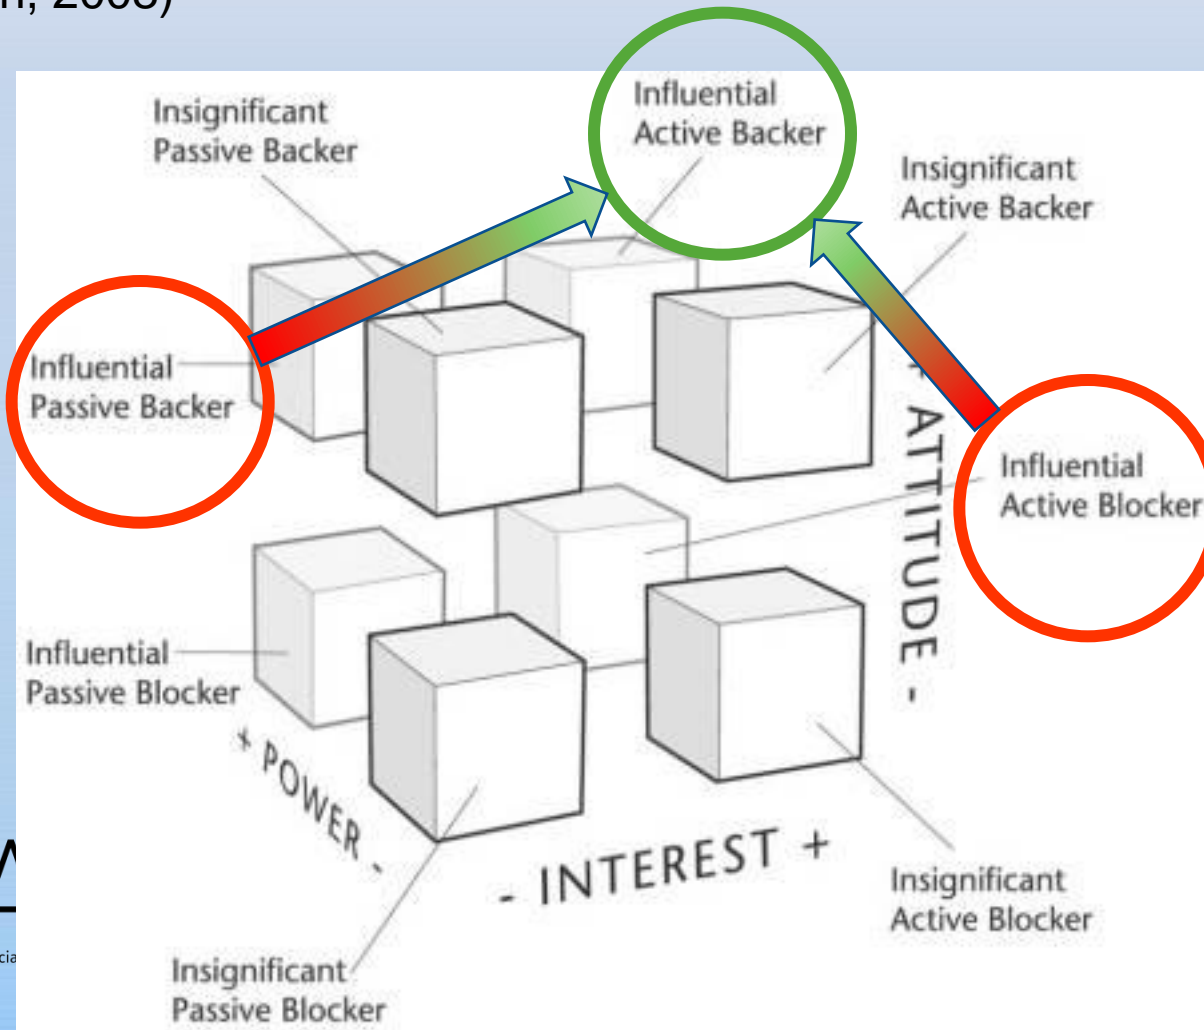 Insignificant
Passive Backer
Influential
Active Backer
Insignificant
Active Backer
Influential
Passive Backer
+ ATTITUDE -
Influential
Active Blocker
Influential
Passive Blocker
+ POWER -
- INTEREST +
Insignificant
Active Blocker
Insignificant
Passive Blocker